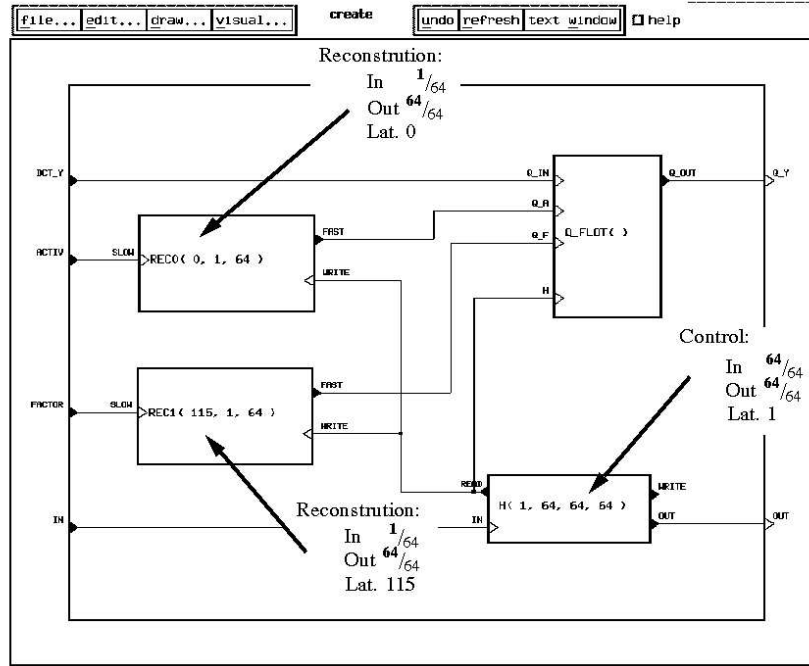 file... edit... draw... visual... create undo refresh text window help
Reconstrution:
In 1/64
Out 64/64
Lat. 0
DCT_Y
Q_IN
Q_OUT
Q_Y
Q_A
FAST
Q_F
Q_FLOT( )
ACTIV
SLOW
REC0( 0, 1, 64 )
WRITE
H
Control:
In 64/64
Out 64/64
Lat. 1
FAST
FACTOR
SLOW
REC1( 115, 1, 64 )
WRITE
READ
WRITE
H( 1, 64, 64, 64 )
Reconstrution:
In 1/64
Out 64/64
Lat. 115
IN
IN
OUT
OUT